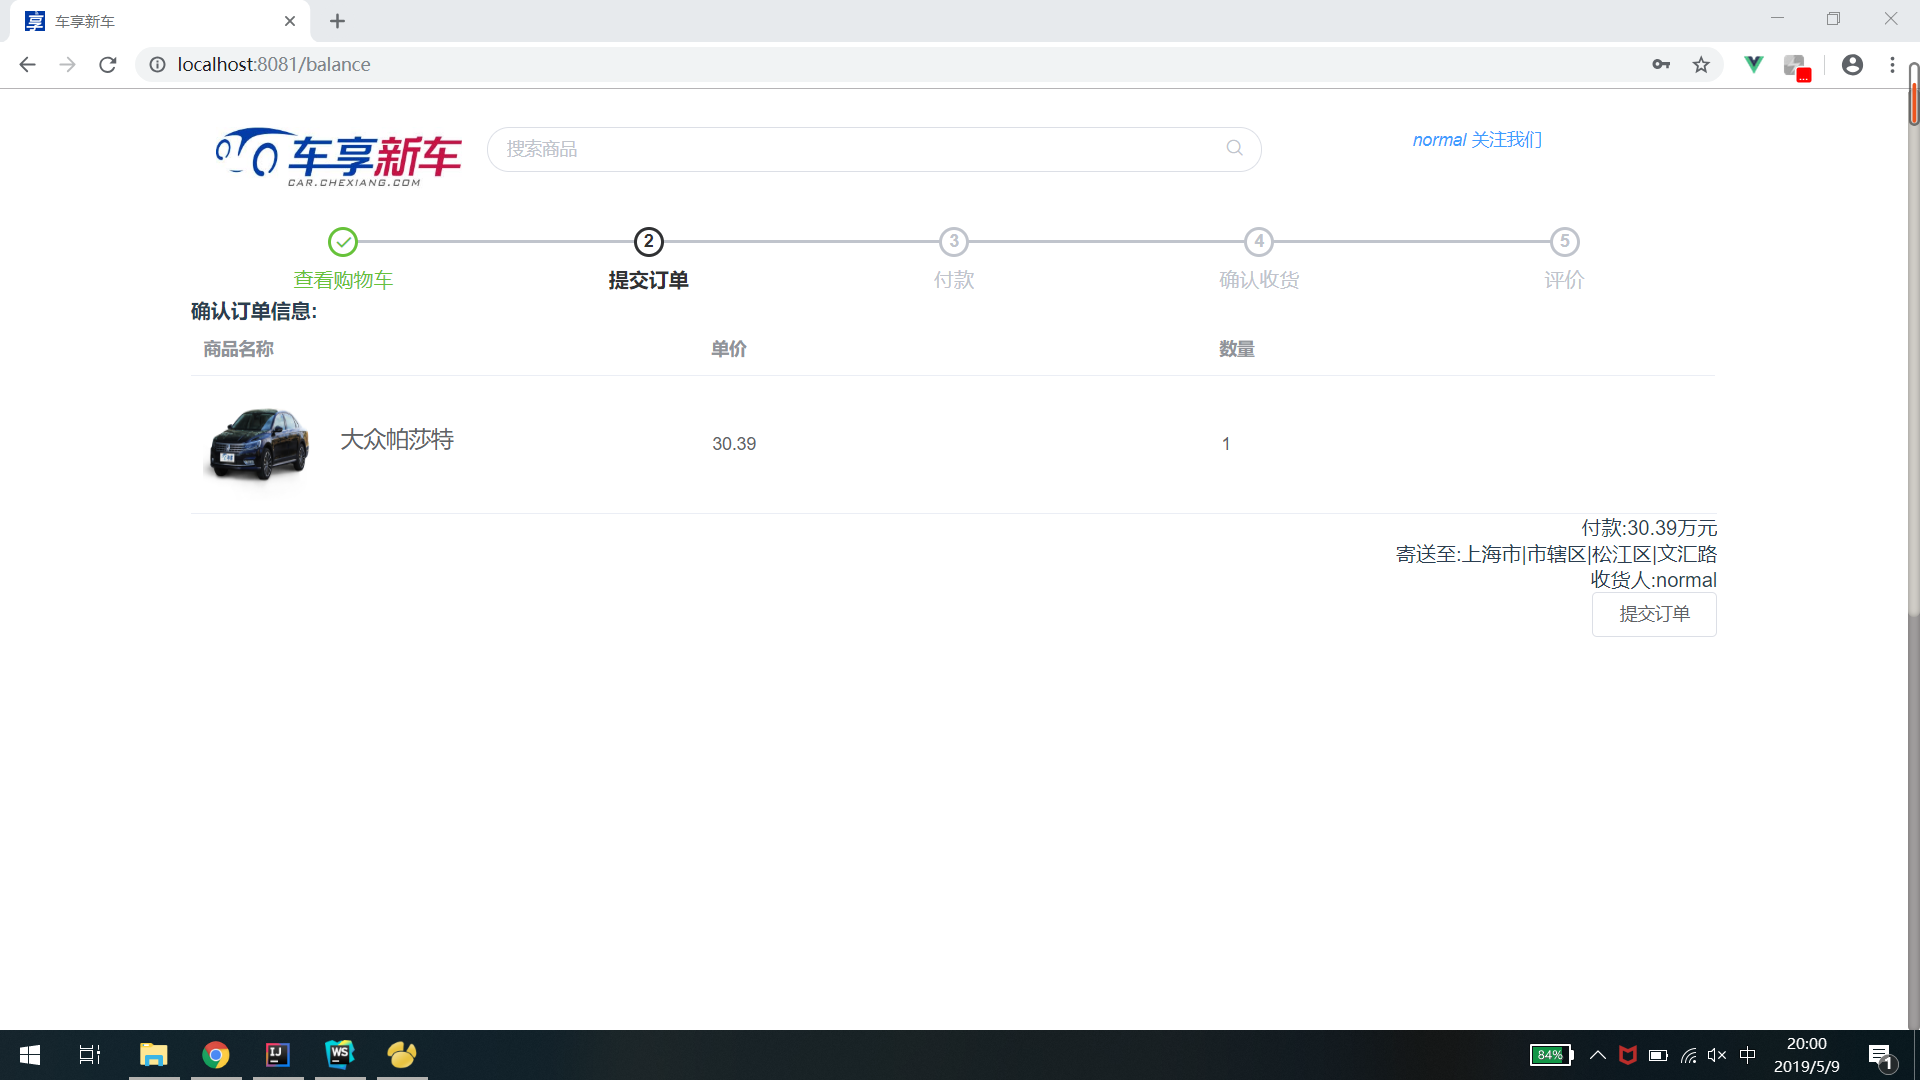 享 车享新车
localhost:8081/balance
...
车享新车
CAR.CHEXIANG.COM
搜索商品
normal 关注我们
2 3 4 5
查看购物车 提交订单 付款 确认收货 评价
确认订单信息:
商品名称 单价 数量
大众帕莎特 30.39 1
付款:30.39万元
寄送至:上海市|市辖区|松江区|文汇路
收货人:normal
提交订单
IJ WS 84% 中 20:00
2019/5/9
1